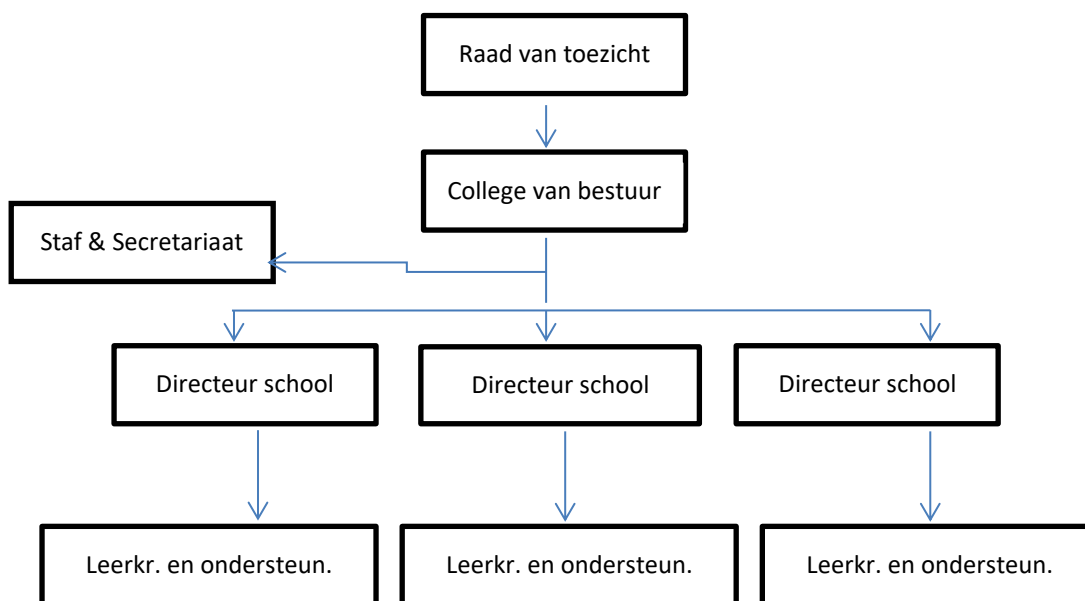 Raad van toezicht
College van bestuur
Staf & Secretariaat
Directeur school
Directeur school
Directeur school
Leerkr. en ondersteun.
Leerkr. en ondersteun.
Leerkr. en ondersteun.